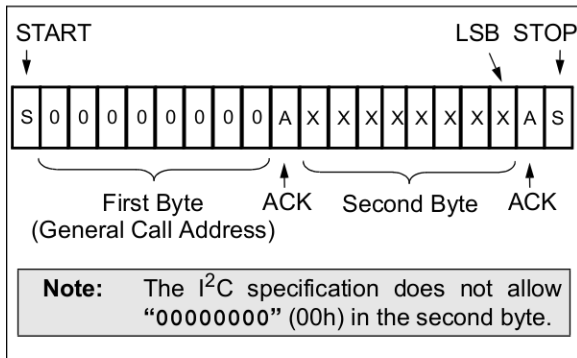 START LSB STOP
S 0 0 0 0 0 0 0 0 A X X X X X X X X A S
First Byte ACK Second Byte ACK
(General Call Address)
Note: The I²C specification does not allow
“00000000” (00h) in the second byte.